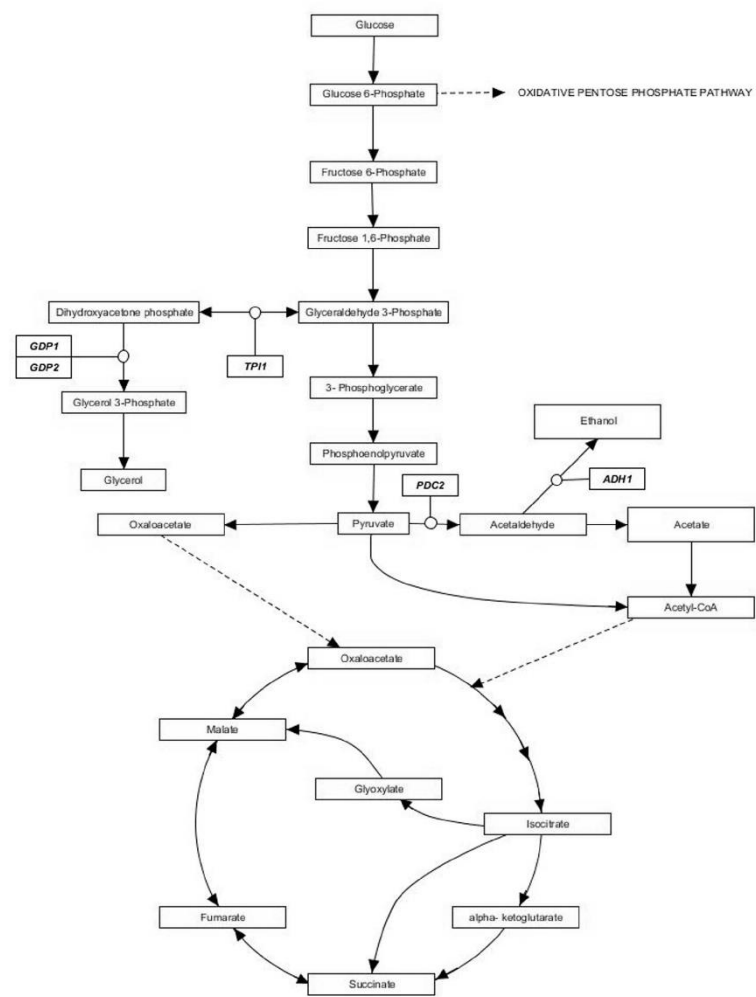 Glucose
Glucose 6-Phosphate
OXIDATIVE PENTOSE PHOSPHATE PATHWAY
Fructose 6-Phosphate
Fructose 1,6-Phosphate
Dihydroxyacetone phosphate
Glyceraldehyde 3-Phosphate
GDP1
GDP2
TPI1
3- Phosphoglycerate
Glycerol 3-Phosphate
Ethanol
Phosphoenolpyruvate
Glycerol
PDC2
ADH1
Oxaloacetate
Pyruvate
Acetaldehyde
Acetate
Acetyl-CoA
Oxaloacetate
Malate
Glyoxylate
Isocitrate
Fumarate
alpha- ketoglutarate
Succinate